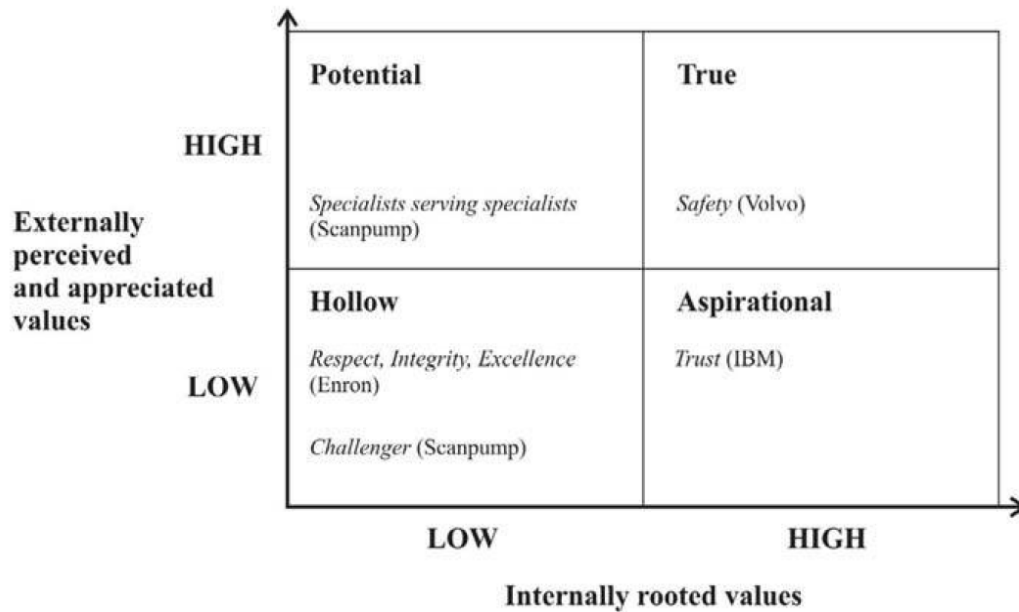 Potential
True
HIGH
Specialists serving specialists
(Scanpump)
Safety (Volvo)
Externally
perceived
and appreciated
values
Hollow
Aspirational
Respect, Integrity, Excellence
(Enron)
Trust (IBM)
LOW
Challenger (Scanpump)
LOW
HIGH
Internally rooted values